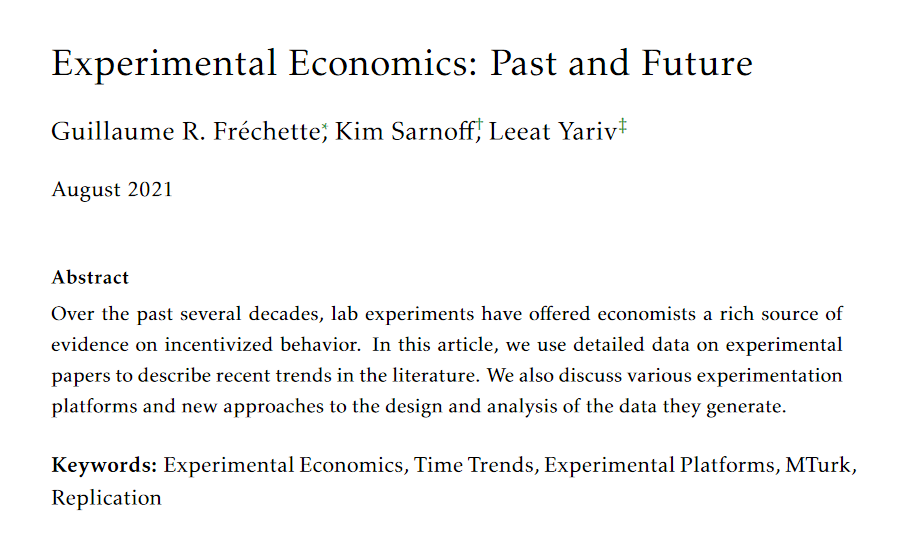 Experimental Economics: Past and Future
Guillaume R. Fréchette*, Kim Sarnoff†, Leeat Yariv‡
August 2021
Abstract
Over the past several decades, lab experiments have offered economists a rich source of
evidence on incentivized behavior. In this article, we use detailed data on experimental
papers to describe recent trends in the literature. We also discuss various experimentation
platforms and new approaches to the design and analysis of the data they generate.
Keywords: Experimental Economics, Time Trends, Experimental Platforms, MTurk,
Replication